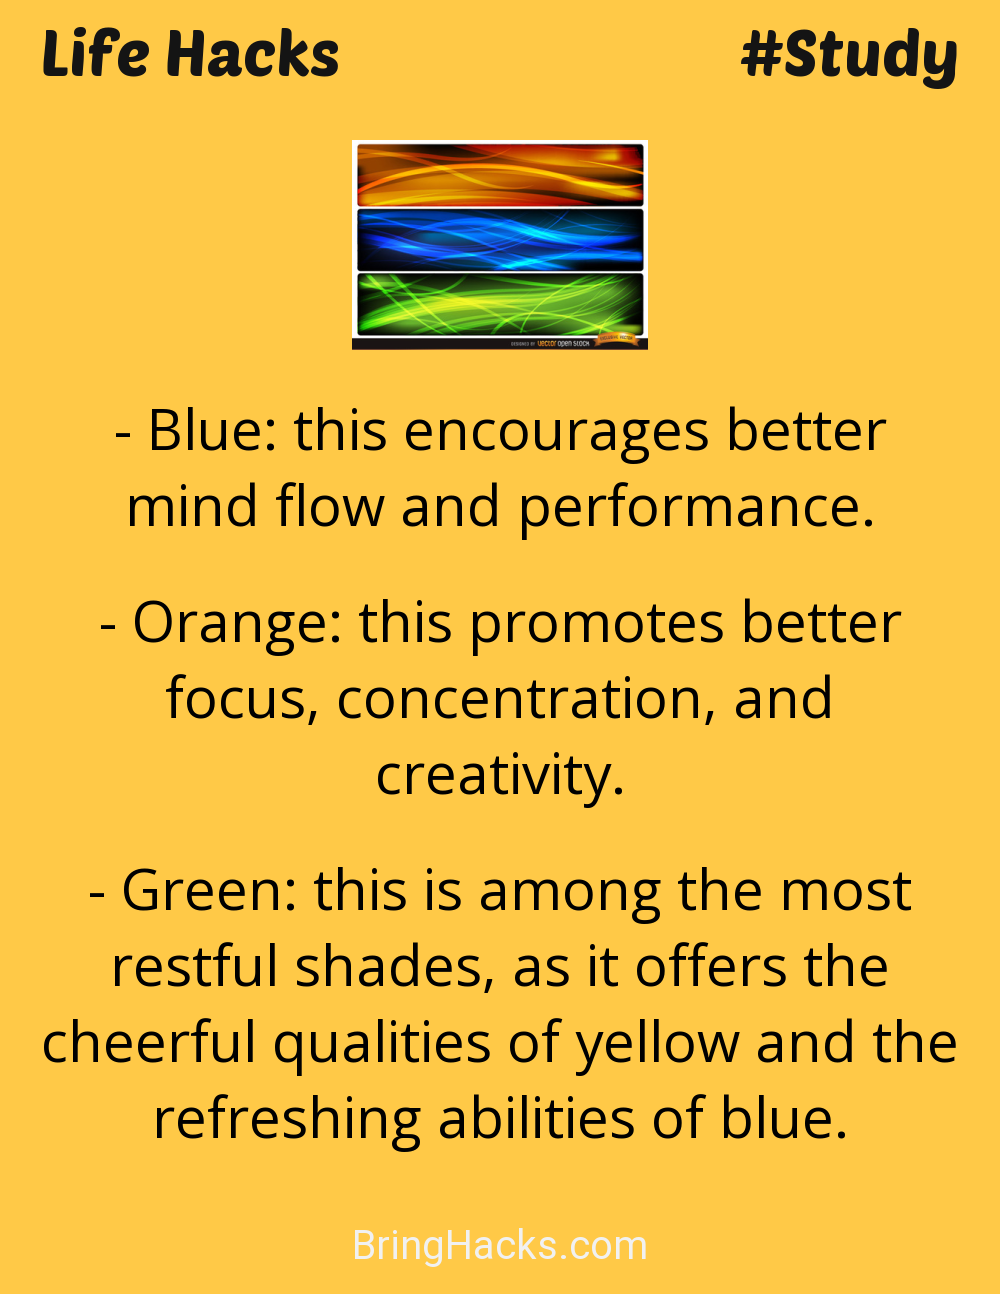 Life Hacks
#Study
DESIGNED BY VECTOR OPEN STOCK
- Blue: this encourages better
mind flow and performance.
- Orange: this promotes better
focus, concentration, and
creativity.
- Green: this is among the most
restful shades, as it offers the
cheerful qualities of yellow and the
refreshing abilities of blue.
BringHacks.com